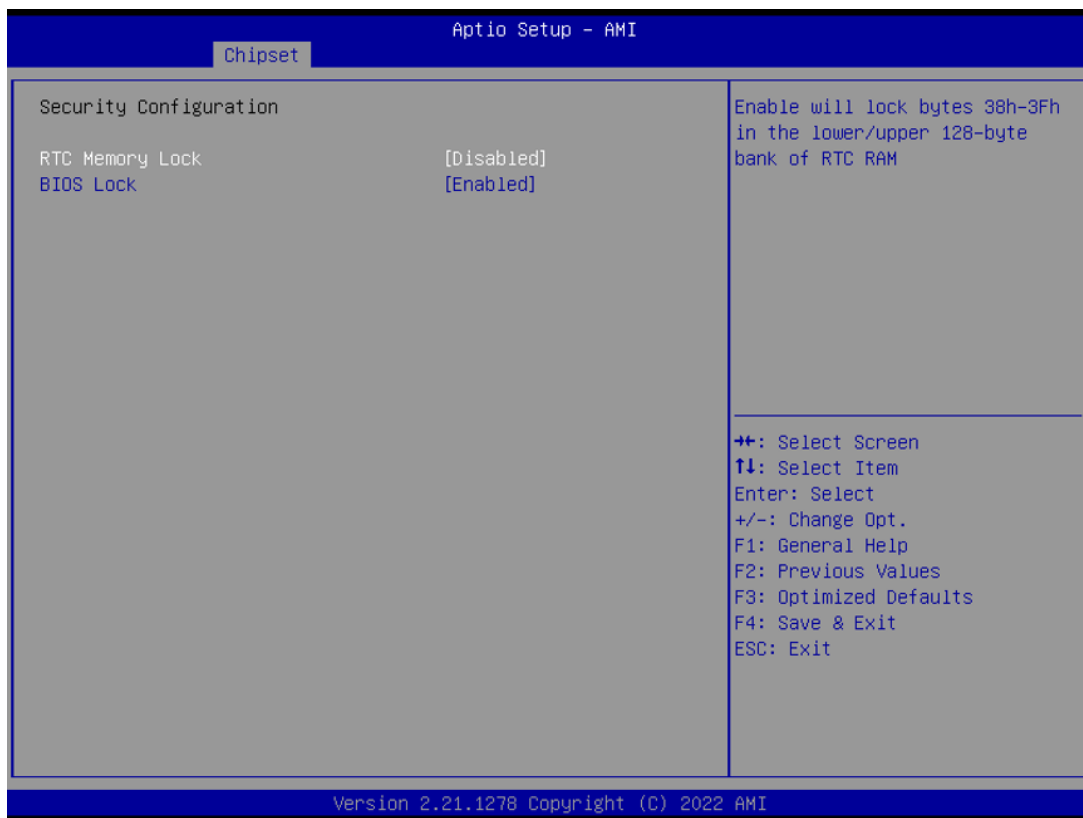 Aptio Setup – AMI
Chipset
Security Configuration
RTC Memory Lock [Disabled]
BIOS Lock [Enabled]
Enable will lock bytes 38h-3Fh
in the lower/upper 128-byte
bank of RTC RAM
→←: Select Screen
↑↓: Select Item
Enter: Select
+/-: Change Opt.
F1: General Help
F2: Previous Values
F3: Optimized Defaults
F4: Save & Exit
ESC: Exit
Version 2.21.1278 Copyright (C) 2022 AMI